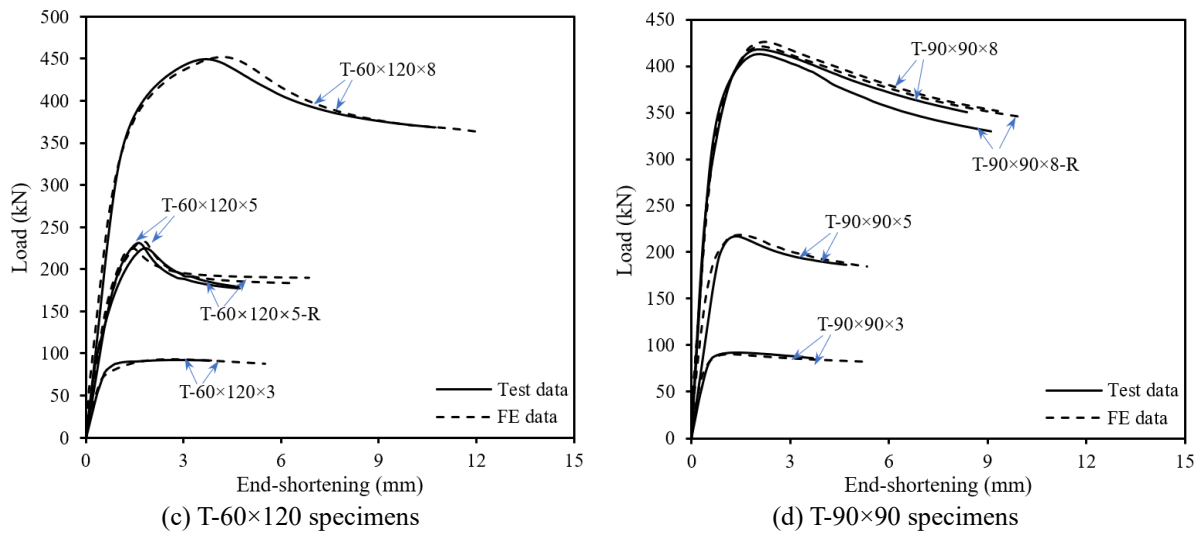 500
450
400
350
300
250
200
150
100
50
0
Load (kN)
T-60×120×8
T-60×120×5
T-60×120×5-R
T-60×120×3
Test data
FE data
0 3 6 9 12 15
End-shortening (mm)
(c) T-60×120 specimens
450
400
350
300
250
200
150
100
50
0
Load (kN)
T-90×90×8
T-90×90×8-R
T-90×90×5
T-90×90×3
Test data
FE data
0 3 6 9 12 15
End-shortening (mm)
(d) T-90×90 specimens